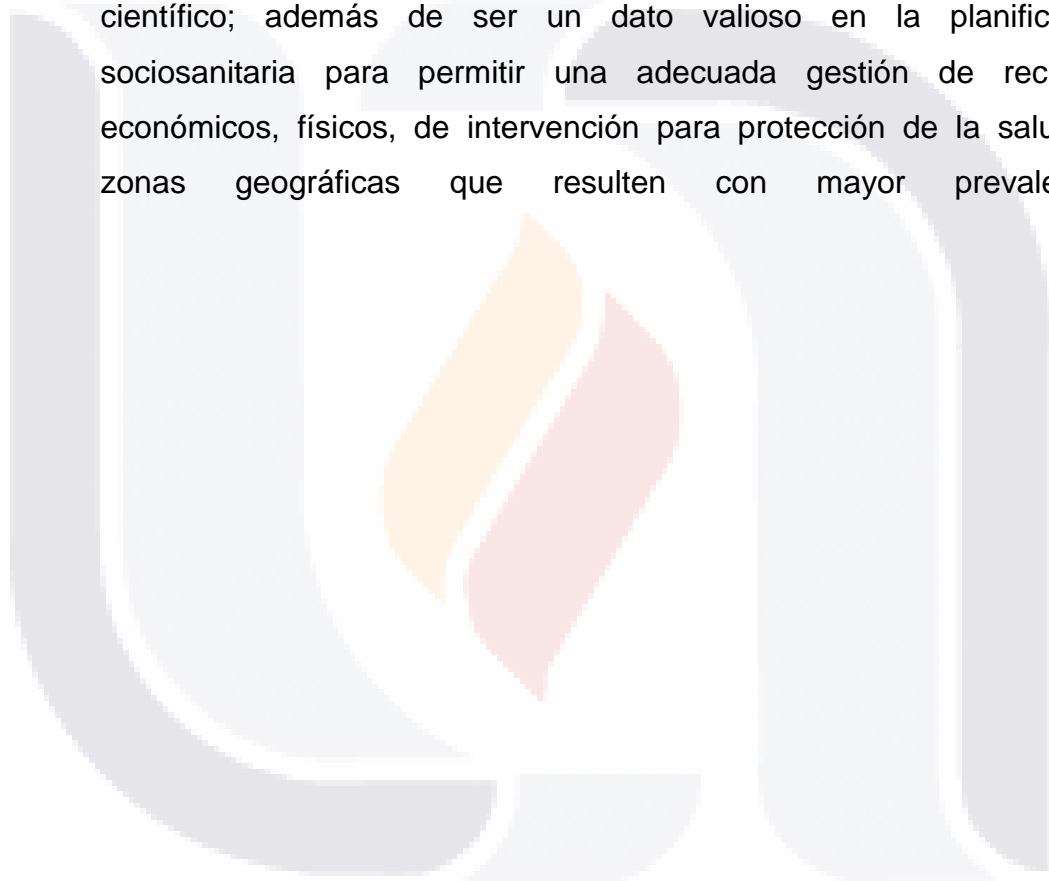 científico; además de ser un dato valioso en la planific
sociosanitaria para permitir una adecuada gestión de rec
económicos, físicos, de intervención para protección de la salu
zonas geográficas que resulten con mayor prevale